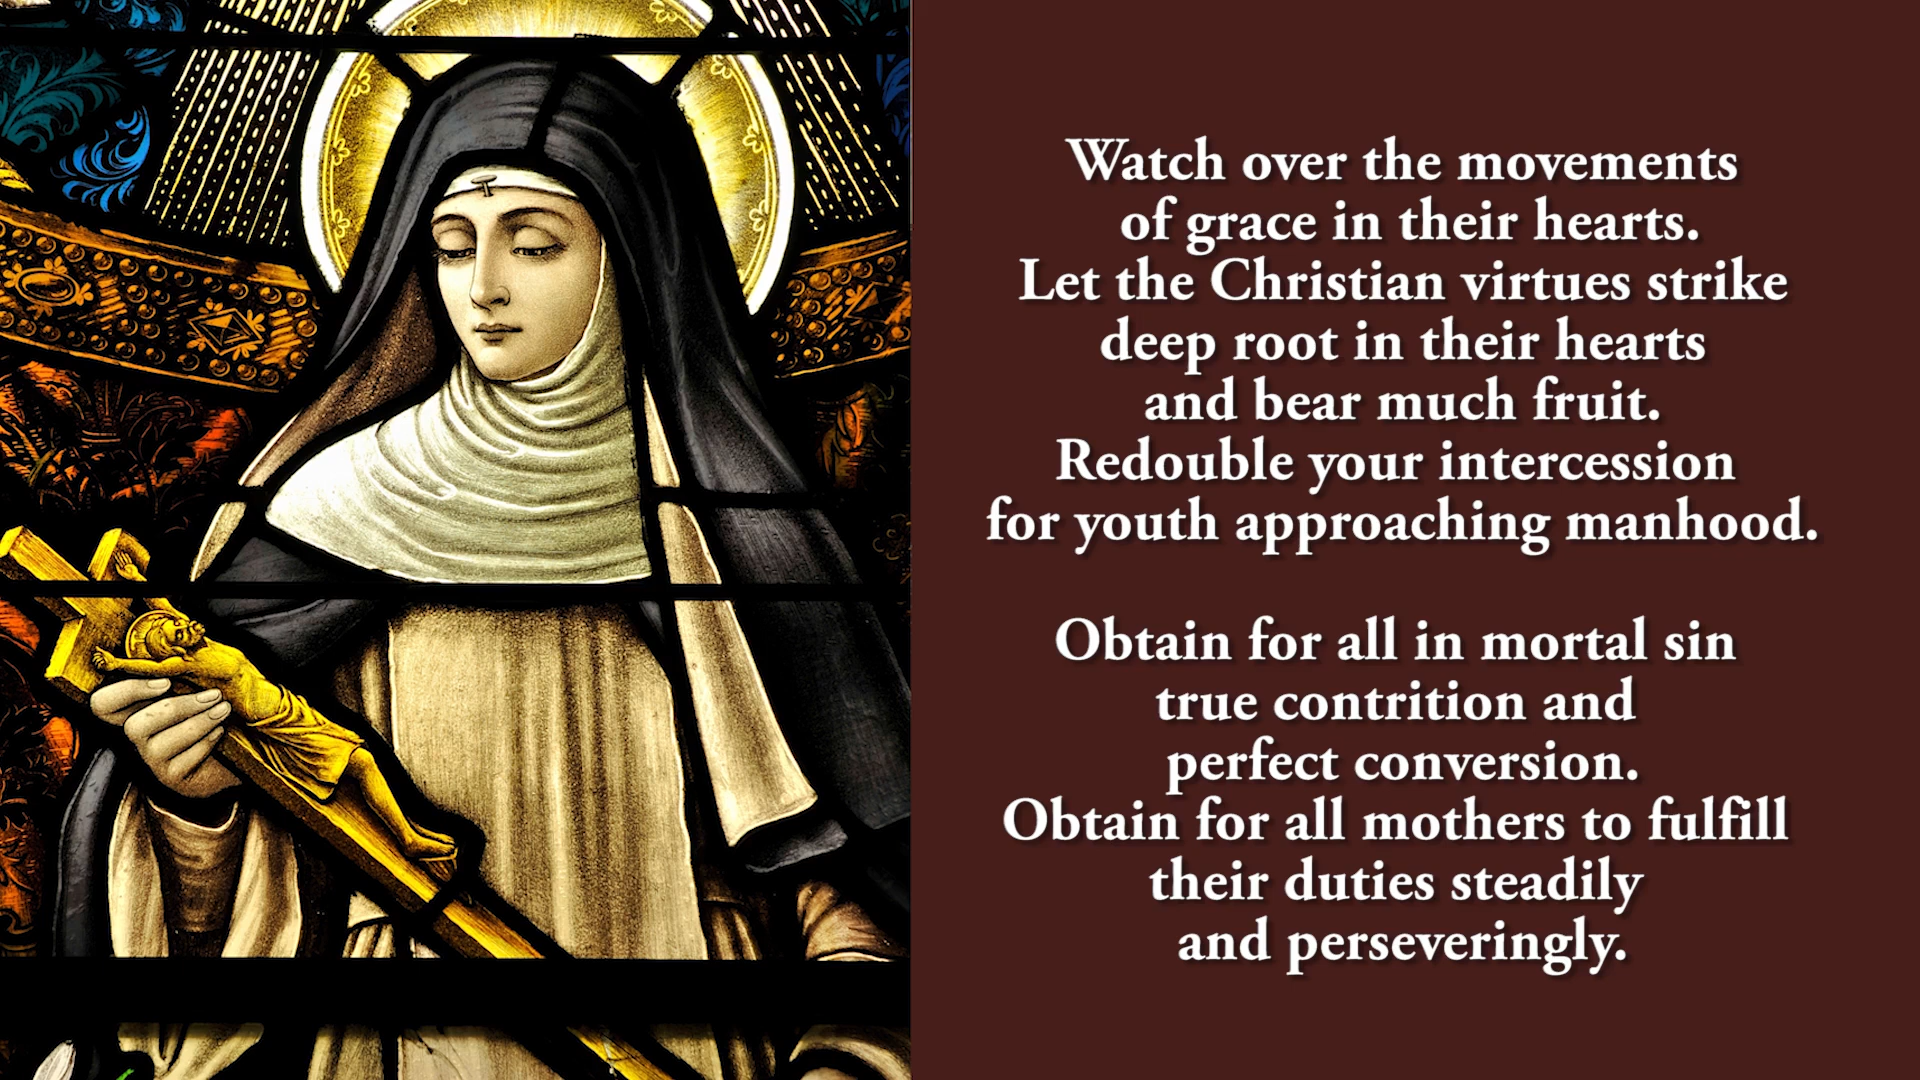 Watch over the movements
of grace in their hearts.
Let the Christian virtues strike
deep root in their hearts
and bear much fruit.
Redouble your intercession
for youth approaching manhood.
Obtain for all in mortal sin
true contrition and
perfect conversion.
Obtain for all mothers to fulfill
their duties steadily
and perseveringly.